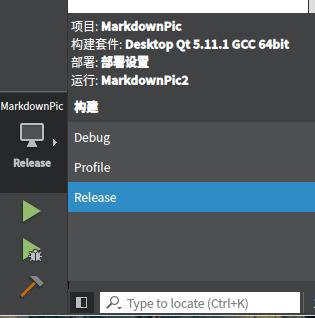 项目: MarkdownPic
构建套件: Desktop Qt 5.11.1 GCC 64bit
部署: 部署设置
运行: MarkdownPic2
MarkdownPic
构建
Debug
Release
Profile
Release
Type to locate (Ctrl+K)